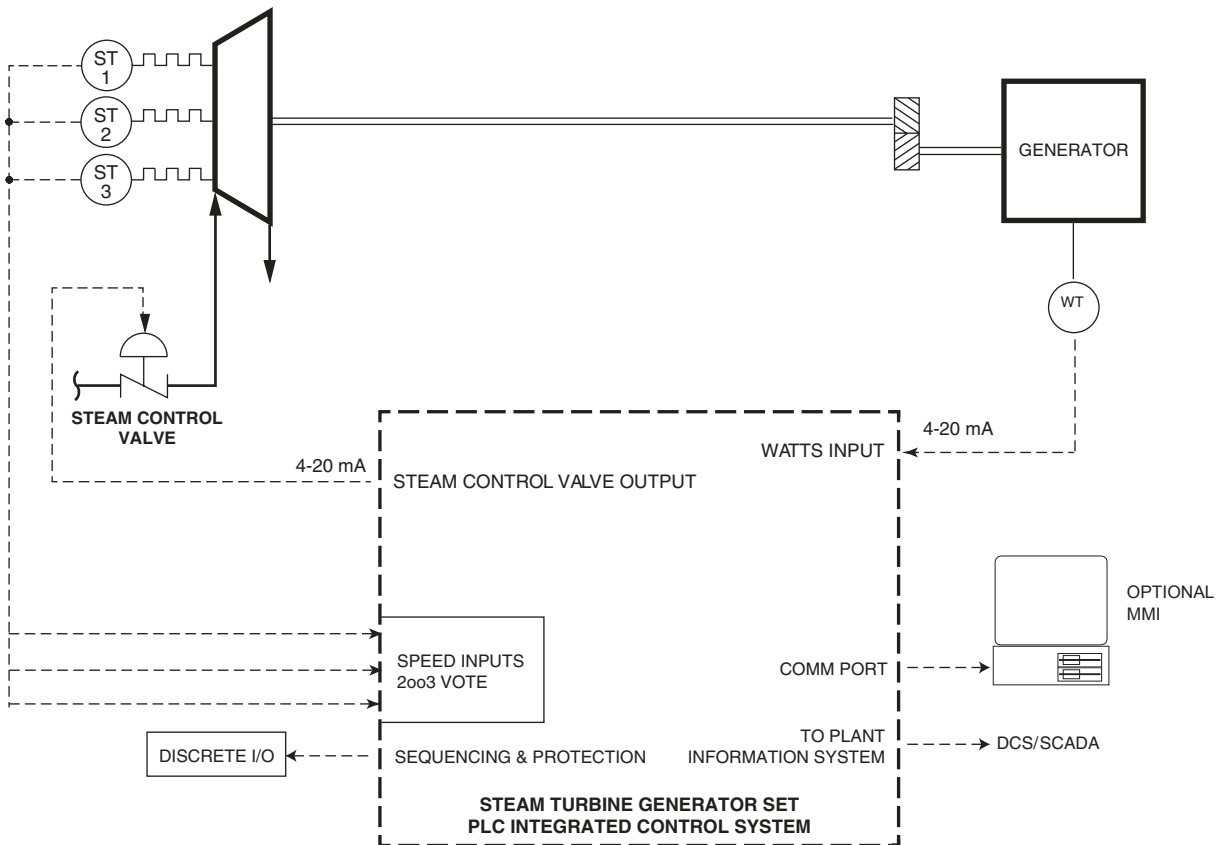 ST
1
ST
2
ST
3
GENERATOR
WT
STEAM CONTROL
VALVE
4-20 mA
4-20 mA
WATTS INPUT
STEAM CONTROL VALVE OUTPUT
OPTIONAL
MMI
SPEED INPUTS
2oo3 VOTE
COMM PORT
DISCRETE I/O
SEQUENCING & PROTECTION
TO PLANT
INFORMATION SYSTEM
DCS/SCADA
STEAM TURBINE GENERATOR SET
PLC INTEGRATED CONTROL SYSTEM